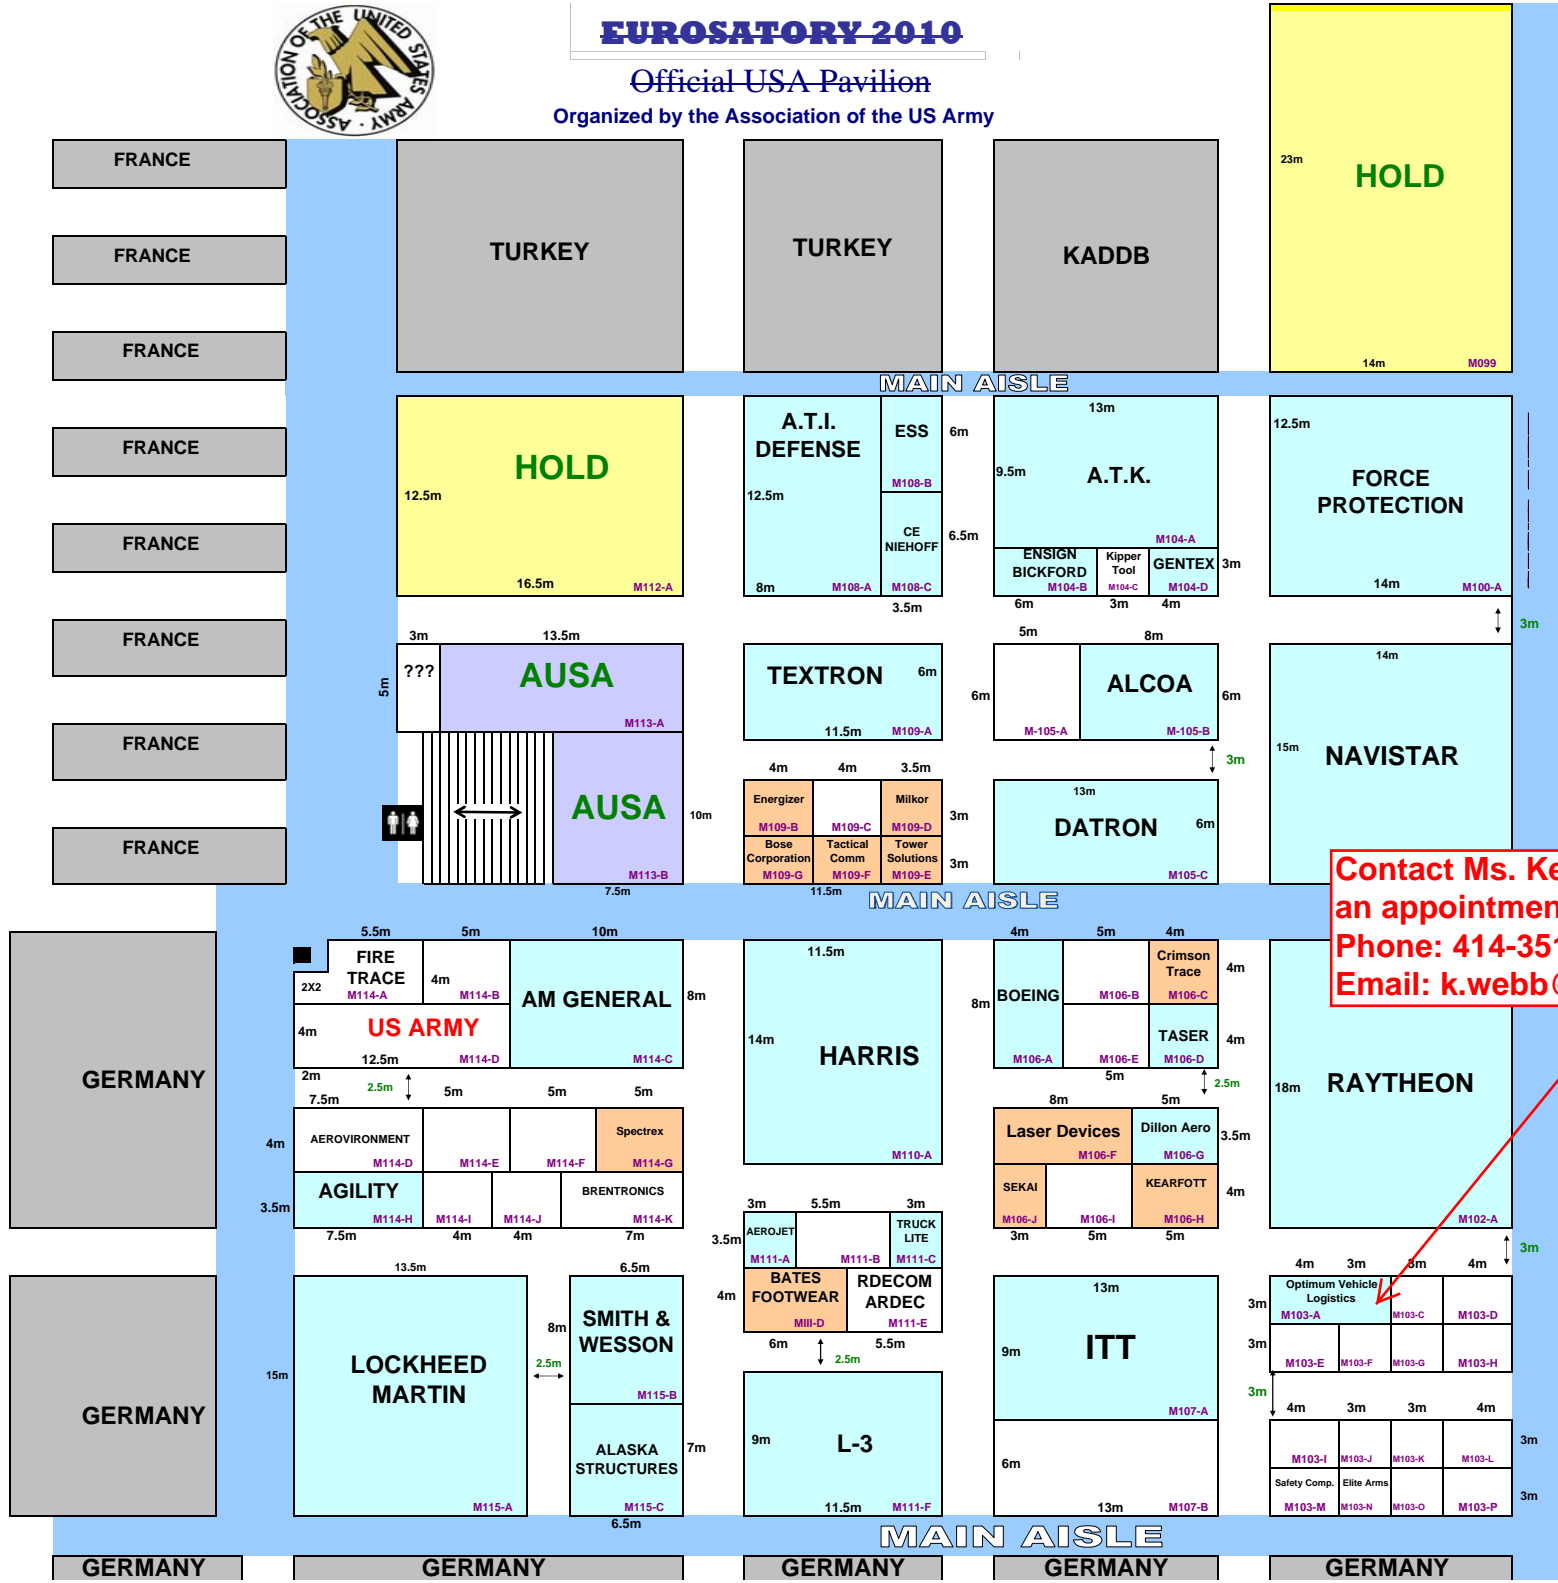 ASSOCIATION OF THE UNITED STATES ARMY
EUROSATORY 2010
Official USA Pavilion
Organized by the Association of the US Army
FRANCE
FRANCE
FRANCE
FRANCE
FRANCE
FRANCE
FRANCE
FRANCE
TURKEY
TURKEY
KADDB
23m
HOLD
14m M099
MAIN AISLE
12.5m
HOLD
16.5m M112-A
A.T.I.
DEFENSE
12.5m
8m M108-A
ESS
M108-B
6m
CE
NIEHOFF
M108-C
6.5m
3.5m
13m
9.5m
A.T.K.
M104-A
ENSIGN
BICKFORD
M104-B
Kipper
Tool
M104-C
GENTEX
M104-D
3m
6m 3m 4m
12.5m
FORCE
PROTECTION
14m M100-A
3m
3m 13.5m
5m
???
AUSA
M113-A
AUSA
M113-B
10m
7.5m
TEXTRON
6m
11.5m M109-A
4m 4m 3.5m
Energizer
M109-B
M109-C
Milkor
M109-D
3m
Bose
Corporation
M109-G
Tactical
Comm
M109-F
Tower
Solutions
M109-E
3m
11.5m
5m 8m
6m
M-105-A
ALCOA
M-105-B
6m
3m
13m
DATRON
6m
M105-C
14m
15m
NAVISTAR
MAIN AISLE
Contact Ms. Ke
an appointmen
Phone: 414-351
Email: k.webb@
GERMANY
GERMANY
5.5m 5m 10m
FIRE
TRACE
2X2
M114-A
4m
M114-B
AM GENERAL
8m
M114-C
4m
US ARMY
12.5m M114-D
2m
2.5m
7.5m 5m 5m 5m
4m
AEROVIRONMENT
M114-D
M114-E
M114-F
Spectrex
M114-G
3.5m
AGILITY
M114-H
M114-I
M114-J
BRENTRONICS
M114-K
7.5m 4m 4m 7m
13.5m
15m
LOCKHEED
MARTIN
M115-A
2.5m
6.5m
8m
SMITH &
WESSON
M115-B
ALASKA
STRUCTURES
M115-C
7m
6.5m
11.5m
14m
HARRIS
M110-A
3m 5.5m 3m
3.5m
AEROJET
M111-A
M111-B
TRUCK
LITE
M111-C
4m
BATES
FOOTWEAR
MIII-D
RDECOM
ARDEC
M111-E
6m 5.5m
2.5m
9m
L-3
11.5m M111-F
4m 5m 4m
8m
BOEING
M106-A
M106-B
Crimson
Trace
M106-C
4m
M106-E
TASER
M106-D
4m
5m
2.5m
8m 5m
Laser Devices
M106-F
Dillon Aero
M106-G
3.5m
SEKAI
M106-J
M106-I
KEARFOTT
M106-H
4m
3m 5m 5m
13m
9m
ITT
M107-A
6m
13m M107-B
18m
RAYTHEON
M102-A
3m
4m 3m 3m 4m
3m
Optimum Vehicle
Logistics
M103-A
M103-C
M103-D
3m
M103-E
M103-F
M103-G
M103-H
3m
4m 3m 3m 4m
M103-I
M103-J
M103-K
M103-L
3m
Safety Comp.
M103-M
Elite Arms
M103-N
M103-O
M103-P
3m
MAIN AISLE
GERMANY
GERMANY
GERMANY
GERMANY
GERMANY